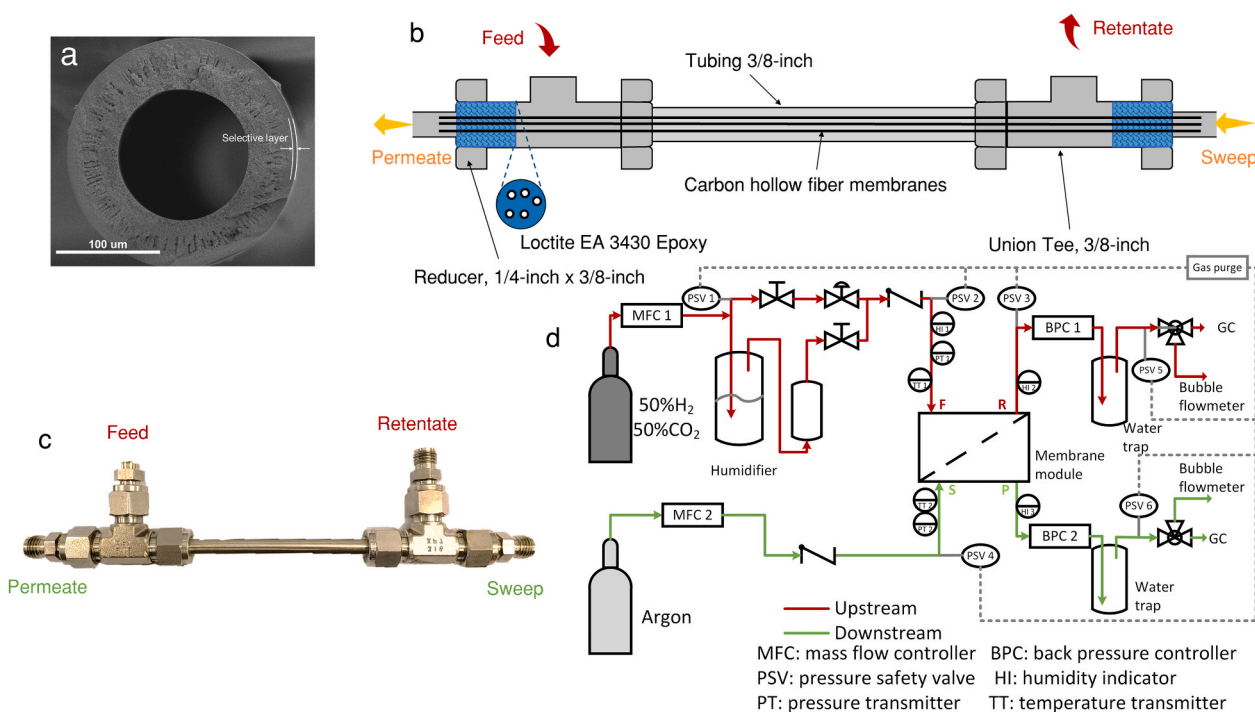 a
Selective layer
100 um
b
Feed
Retentate
Tubing 3/8-inch
Permeate
Sweep
Carbon hollow fiber membranes
Loctite EA 3430 Epoxy
Union Tee, 3/8-inch
Reducer, 1/4-inch x 3/8-inch
c
Feed
Retentate
Permeate
Sweep
d
Gas purge
PSV 1
PSV 2
PSV 3
MFC 1
HI 1
PT 1
TT 1
BPC 1
GC
PSV 5
HI 2
Bubble
flowmeter
50%H₂
50%CO₂
Humidifier
F
R
Water
trap
Membrane
module
S
P
TT 2
PT 2
HI 3
MFC 2
Bubble
flowmeter
PSV 6
BPC 2
GC
PSV 4
Water
trap
Argon
Upstream
Downstream
MFC: mass flow controller
BPC: back pressure controller
PSV: pressure safety valve
HI: humidity indicator
PT: pressure transmitter
TT: temperature transmitter